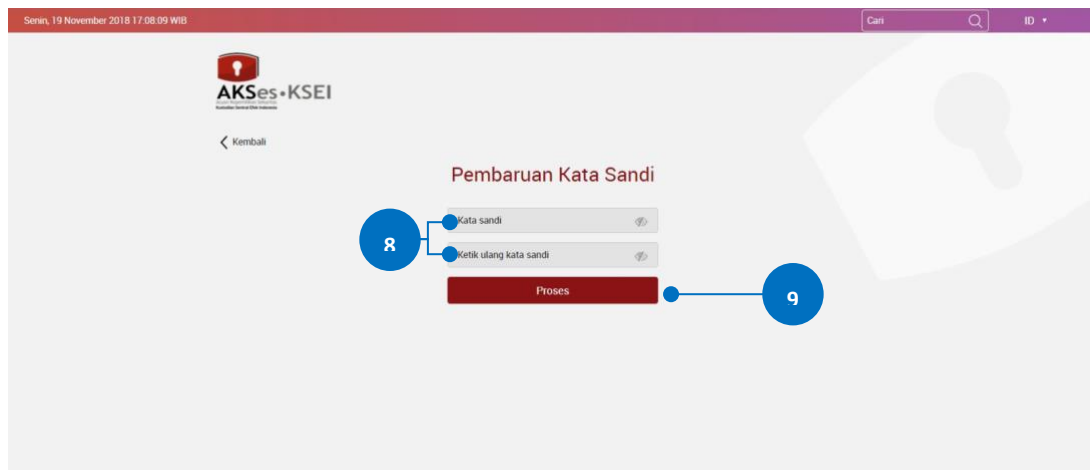 Senin, 19 November 2018 17:08:09 WIB
Cari
ID
AKSes•KSEI
Kembali
Pembaruan Kata Sandi
Kata sandi
8
Ketik ulang kata sandi
Proses
9